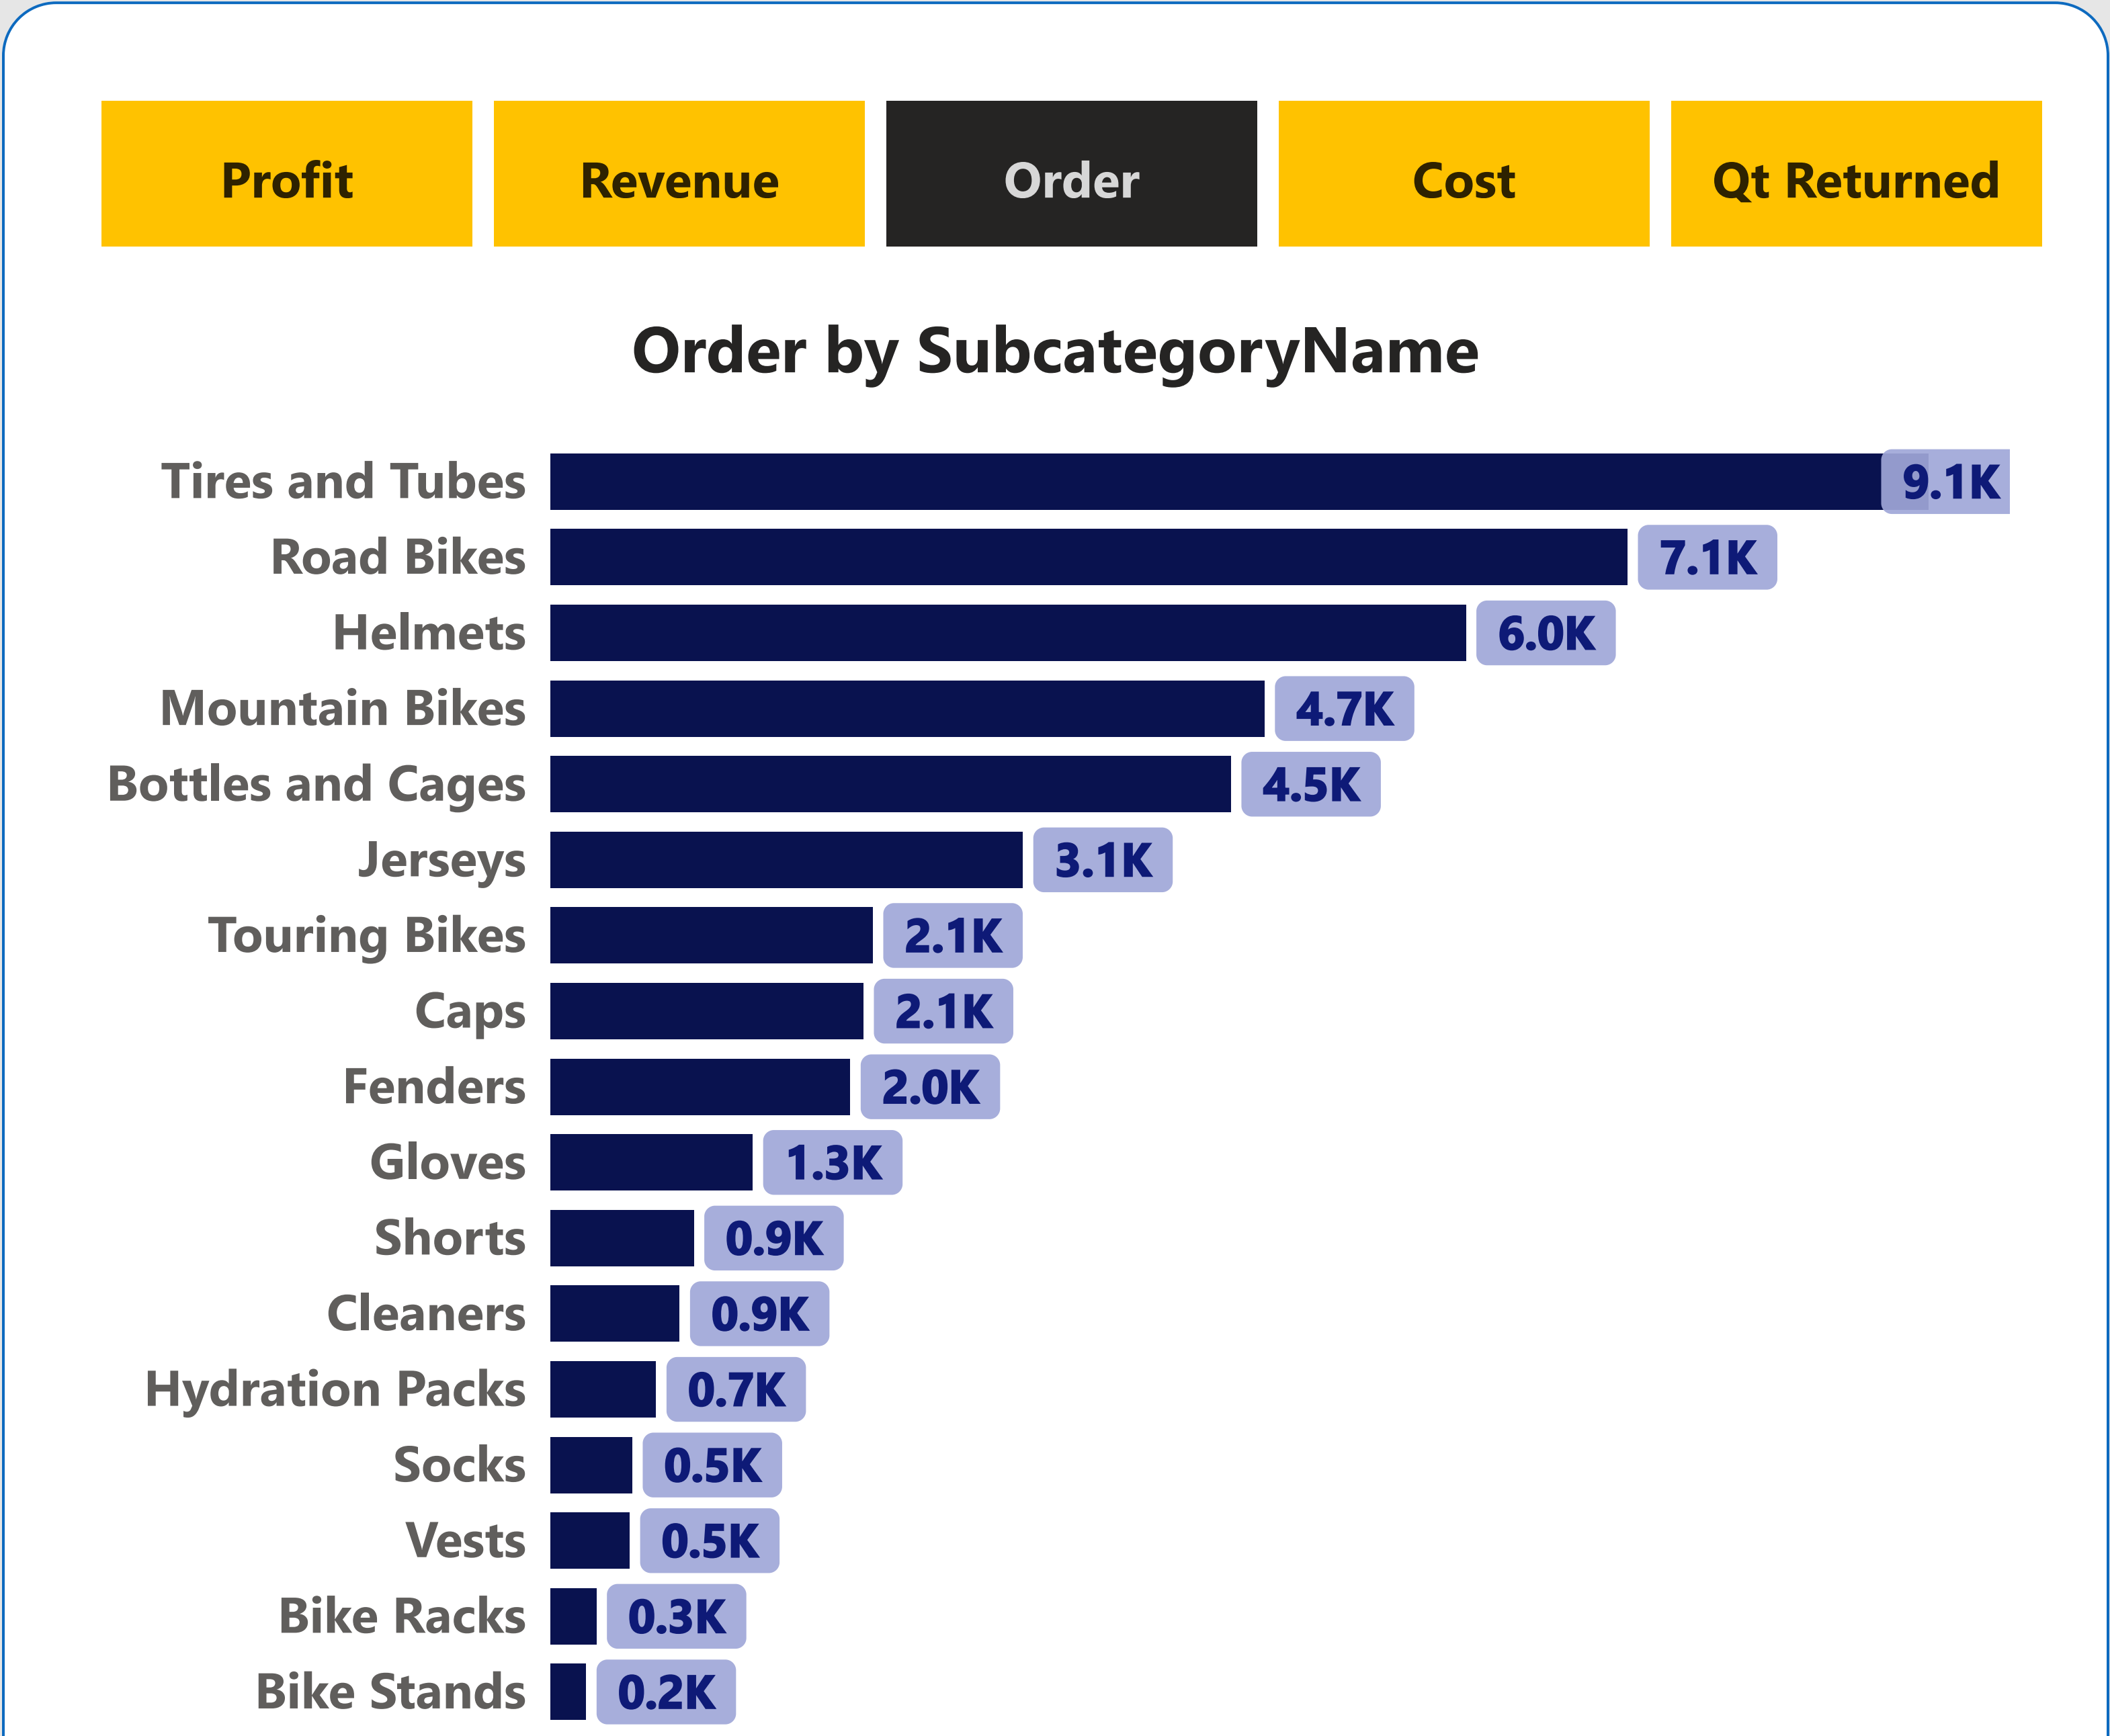 Profit Revenue Order Cost Qt Returned
Order by SubcategoryName
Tires and Tubes 9.1K
Road Bikes 7.1K
Helmets 6.0K
Mountain Bikes 4.7K
Bottles and Cages 4.5K
Jerseys 3.1K
Touring Bikes 2.1K
Caps 2.1K
Fenders 2.0K
Gloves 1.3K
Shorts 0.9K
Cleaners 0.9K
Hydration Packs 0.7K
Socks 0.5K
Vests 0.5K
Bike Racks 0.3K
Bike Stands 0.2K